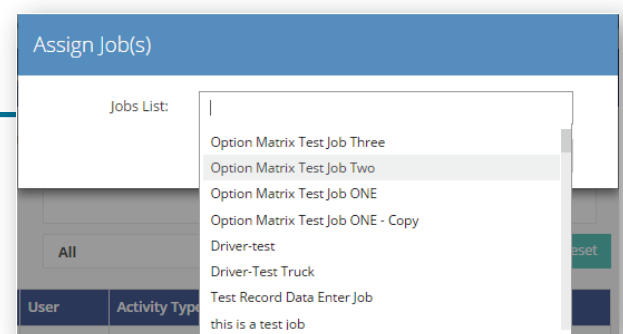 Assign Job(s)
Jobs List:
Option Matrix Test Job Three
Option Matrix Test Job Two
Option Matrix Test Job ONE
Option Matrix Test Job ONE - Copy
Driver-test
All
eset
Driver-Test Truck
Test Record Data Enter Job
User Activity Type
this is a test job